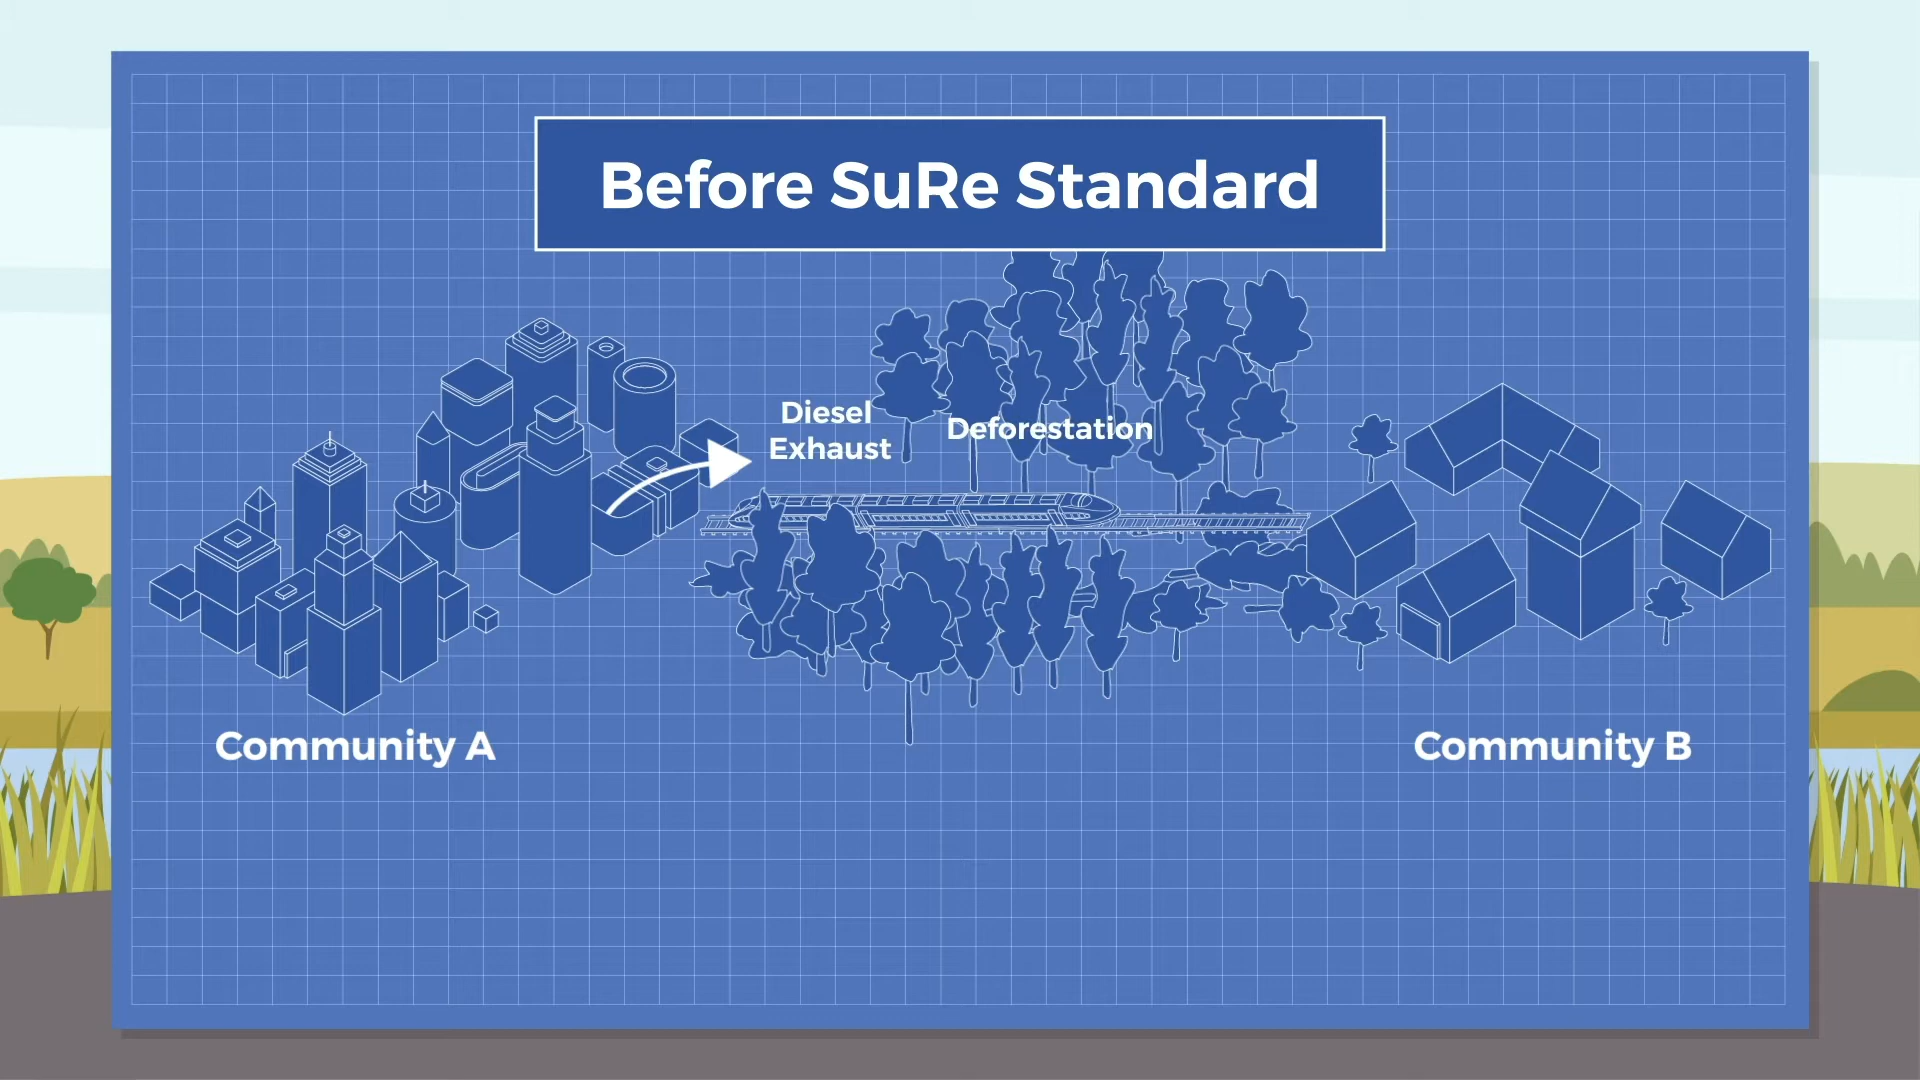 Before SuRe Standard
Diesel
Exhaust
Deforestation
Community A
Community B